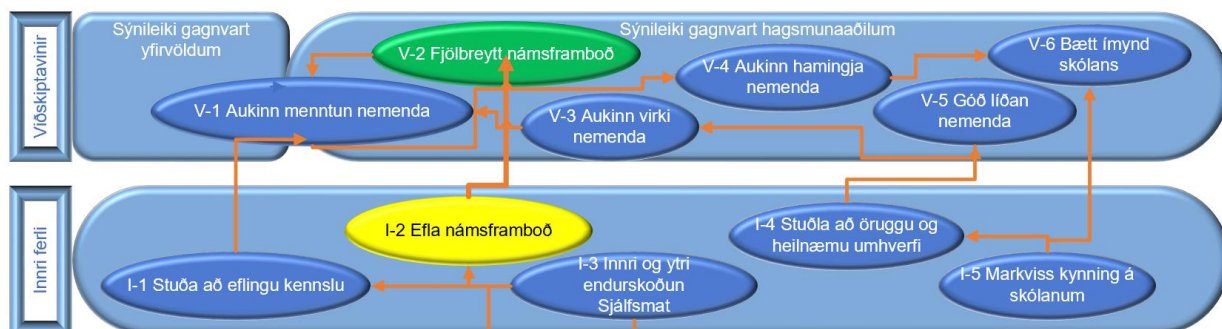 Viðskiptavinir
Sýnileiki gagnvart
yfirvöldum
Sýnileiki gagnvart hagsmunaaðilum
V-2 Fjölbreytt námsframboð
V-1 Aukinn menntun nemenda
V-3 Aukinn virki
nemenda
V-4 Aukinn hamingja
nemenda
V-6 Bætt ímynd
skólans
V-5 Góð líðan
nemenda
Innri ferli
I-2 Efla námsframboð
I-1 Stuða að eflingu kennslu
I-3 Innri og ytri
endurskoðun
Sjálfsmat
I-4 Stuðla að öruggu og
heilnæmu umhverfi
I-5 Markviss kynning á
skólanum